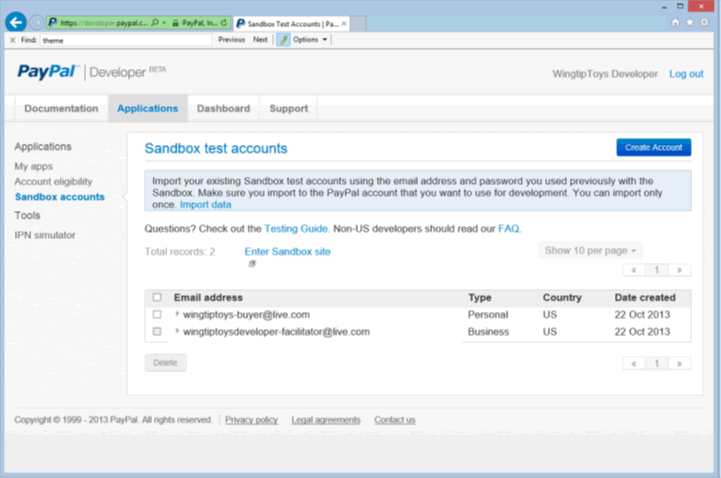 https://developer.paypal.c... PayPal, In... Sandbox Test Accounts | Pa...
Find: theme Previous Next Options
PayPal Developer BETA WingtipToys Developer Log out
Documentation Applications Dashboard Support
Applications
My apps
Account eligibility
Sandbox accounts
Tools
IPN simulator
Sandbox test accounts Create Account
Import your existing Sandbox test accounts using the email address and password you used previously with the
Sandbox. Make sure you import to the PayPal account that you want to use for development. You can import only
once. Import data
Questions? Check out the Testing Guide. Non-US developers should read our FAQ.
Total records: 2 Enter Sandbox site Show 10 per page
« 1 »
Email address Type Country Date created
wingtiptoys-buyer@live.com Personal US 22 Oct 2013
wingtiptoysdeveloper-facilitator@live.com Business US 22 Oct 2013
Delete « 1 »
Copyright © 1999 - 2013 PayPal. All rights reserved. Privacy policy Legal agreements Contact us